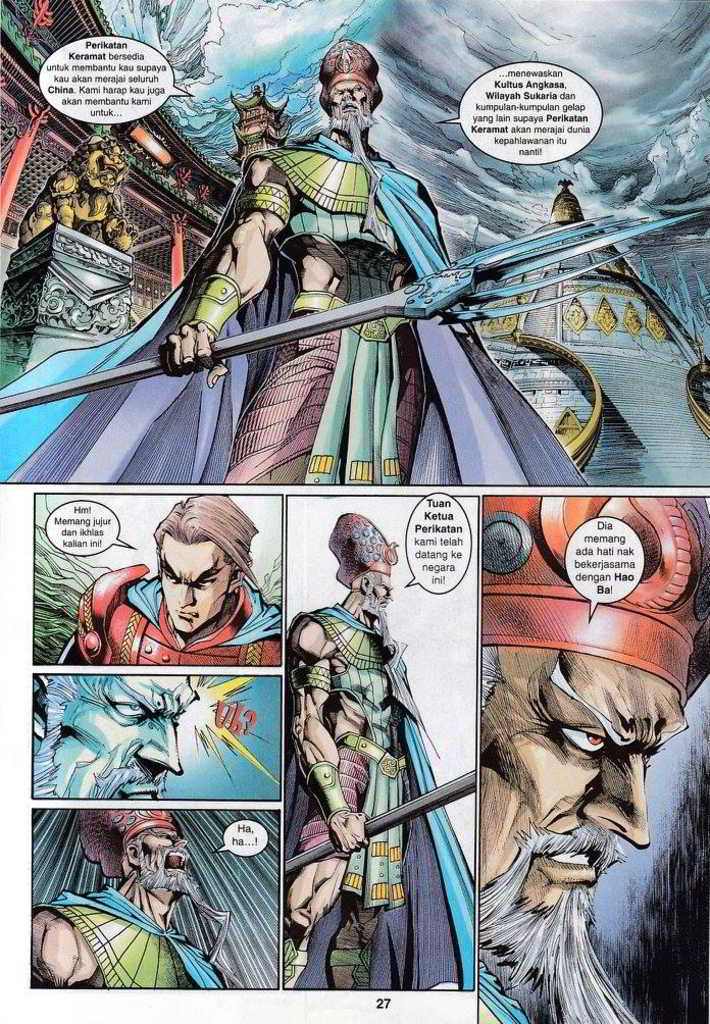 Perikatan
Keramat bersedia
untuk membantu kau supaya
kau akan merajai seluruh
China. Kami harap kau juga
akan membantu kami
untuk...
...menewaskan
Kultus Angkasa,
Wilayah Sukaria dan
kumpulan-kumpulan gelap
yang lain supaya Perikatan
Keramat akan merajai dunia
kepahlawanan itu
nanti!
Hm!
Memang jujur
dan ikhlas
kalian ini!
Uh?
Ha,
ha...!
Tuan
Ketua
Perikatan
kami telah
datang ke
negara
ini!
Dia
memang
ada hati nak
bekerjasama
dengan Hao
Ba!
27